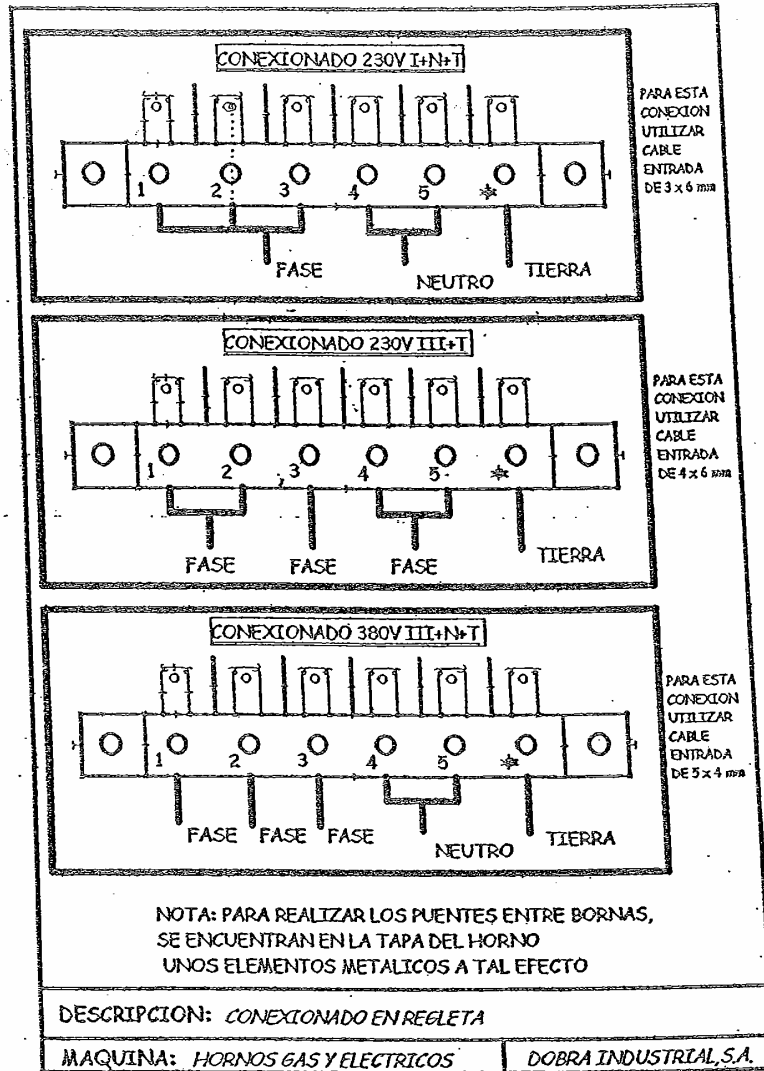 CONEXIONADO 230V I+N+T
PARA ESTA
CONEXION
UTILIZAR
CABLE
ENTRADA
DE 3 x 6 mm
1 2 3 4 5
FASE NEUTRO TIERRA
CONEXIONADO 230V III+T
PARA ESTA
CONEXION
UTILIZAR
CABLE
ENTRADA
DE 4 x 6 mm
1 2 3 4 5
FASE FASE FASE TIERRA
CONEXIONADO 380V III+N+T
PARA ESTA
CONEXION
UTILIZAR
CABLE
ENTRADA
DE 5 x 4 mm
1 2 3 4 5
FASE FASE FASE NEUTRO TIERRA
NOTA: PARA REALIZAR LOS PUENTES ENTRE BORNAS,
SE ENCUENTRAN EN LA TAPA DEL HORNO
UNOS ELEMENTOS METALICOS A TAL EFECTO
DESCRIPCION: CONEXIONADO EN REGLETA
MAQUINA: HORNOS GAS Y ELECTRICOS DOBRA INDUSTRIAL, S.A.